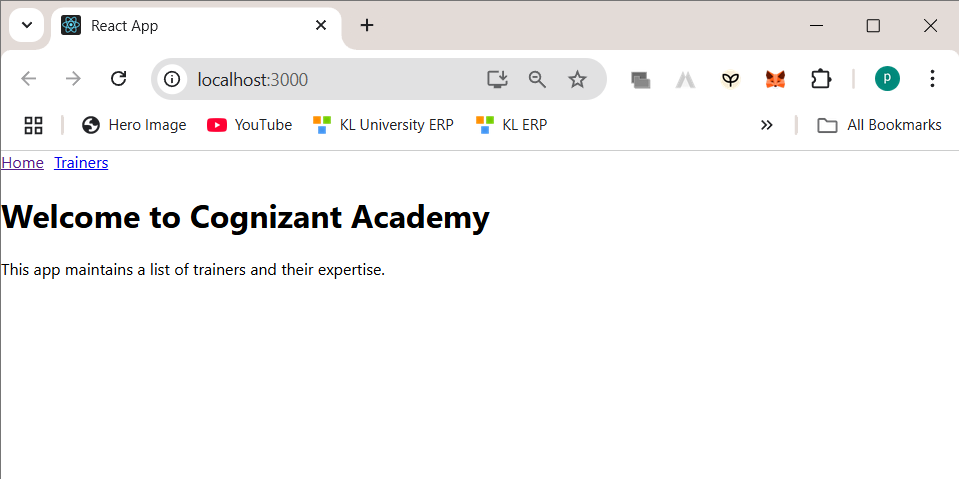 React App
localhost:3000
P
Hero Image YouTube KL University ERP KL ERP All Bookmarks
Home Trainers
Welcome to Cognizant Academy
This app maintains a list of trainers and their expertise.